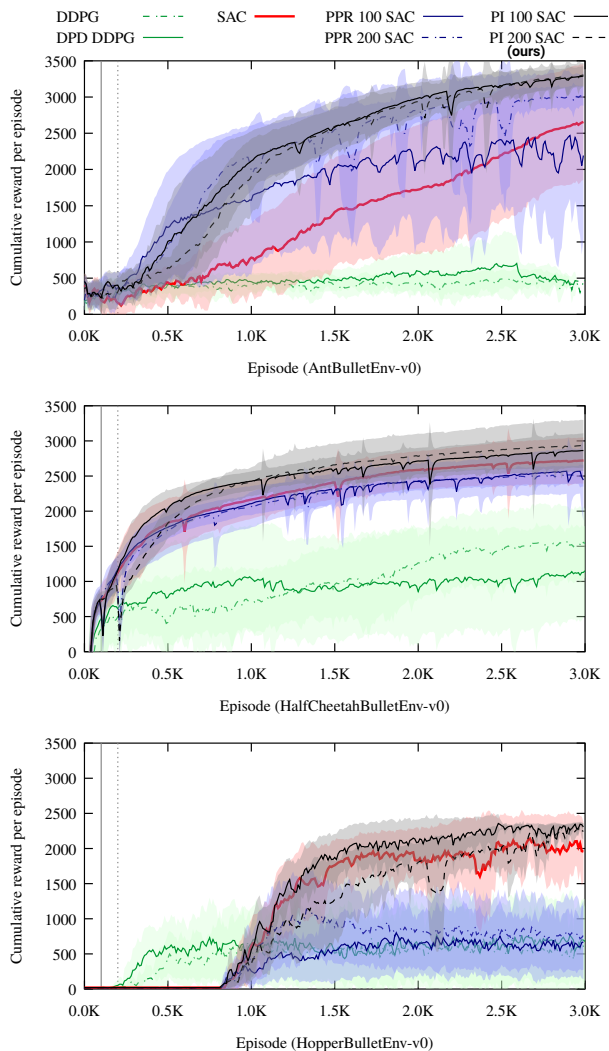 DDPG SAC PPR 100 SAC PI 100 SAC
DPD DDPG PPR 200 SAC PI 200 SAC
(ours)
3500
3000
2500
2000
1500
1000
500
0
Cumulative reward per episode
0.0K 0.5K 1.0K 1.5K 2.0K 2.5K 3.0K
Episode (AntBulletEnv-v0)
3500
3000
2500
2000
1500
1000
500
0
Cumulative reward per episode
0.0K 0.5K 1.0K 1.5K 2.0K 2.5K 3.0K
Episode (HalfCheetahBulletEnv-v0)
3500
3000
2500
2000
1500
1000
500
0
Cumulative reward per episode
0.0K 0.5K 1.0K 1.5K 2.0K 2.5K 3.0K
Episode (HopperBulletEnv-v0)